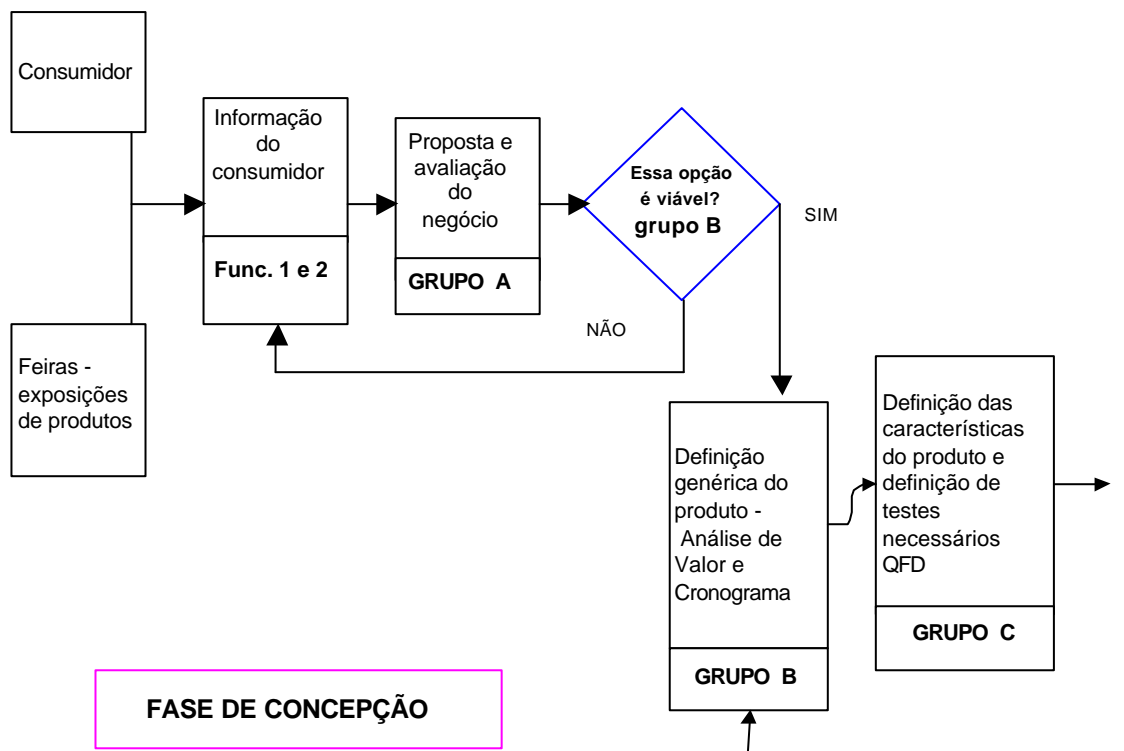 Consumidor
Feiras -
exposições
de produtos
Informação
do
consumidor
Func. 1 e 2
Proposta e
avaliação
do
negócio
GRUPO A
Essa opção
é viável?
grupo B
SIM
NÃO
Definição
genérica do
produto -
Análise de
Valor e
Cronograma
GRUPO B
Definição das
características
do produto e
definição de
testes
necessários
QFD
GRUPO C
FASE DE CONCEPÇÃO